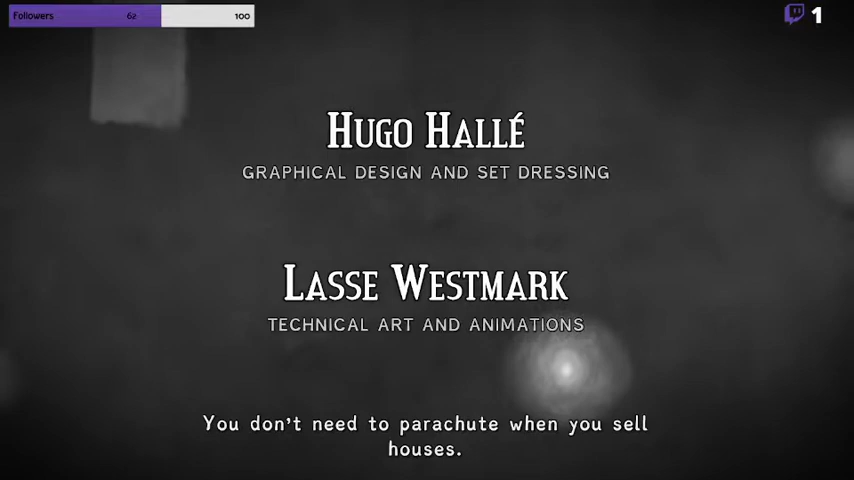 Followers 62 100
1
Hugo Hallé
GRAPHICAL DESIGN AND SET DRESSING
Lasse Westmark
TECHNICAL ART AND ANIMATIONS
You don't need to parachute when you sell
houses.